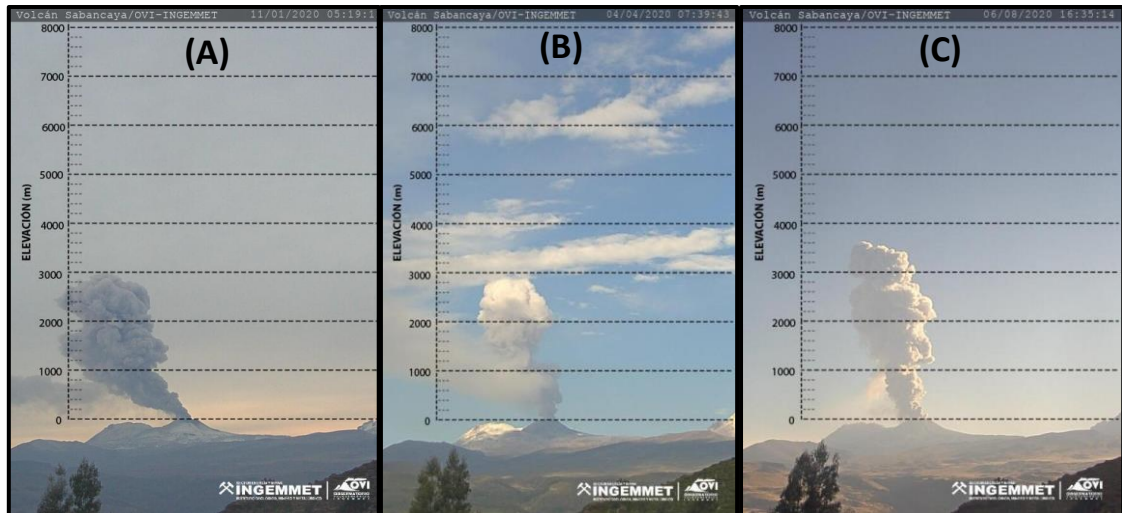 Volcán Sabancaya/OVI-INGEMMET 11/01/2020 05:19:1
(A)
8000
7000
6000
5000
4000
3000
2000
1000
0
ELEVACIÓN (m)
INGEMMET
OVI
Volcán Sabancaya/OVI-INGEMMET 04/04/2020 07:39:43
(B)
8000
7000
6000
5000
4000
3000
2000
1000
0
ELEVACIÓN (m)
INGEMMET
OVI
Volcán Sabancaya/OVI-INGEMMET 06/08/2020 16:35:14
(C)
8000
7000
6000
5000
4000
3000
2000
1000
0
ELEVACIÓN (m)
INGEMMET
OVI